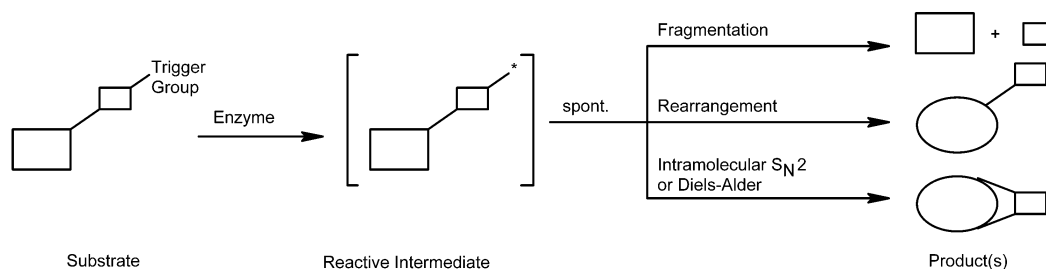 Trigger
Group
Enzyme
*
spont.
Fragmentation
+
Rearrangement
Intramolecular SN2
or Diels-Alder
Substrate
Reactive Intermediate
Product(s)